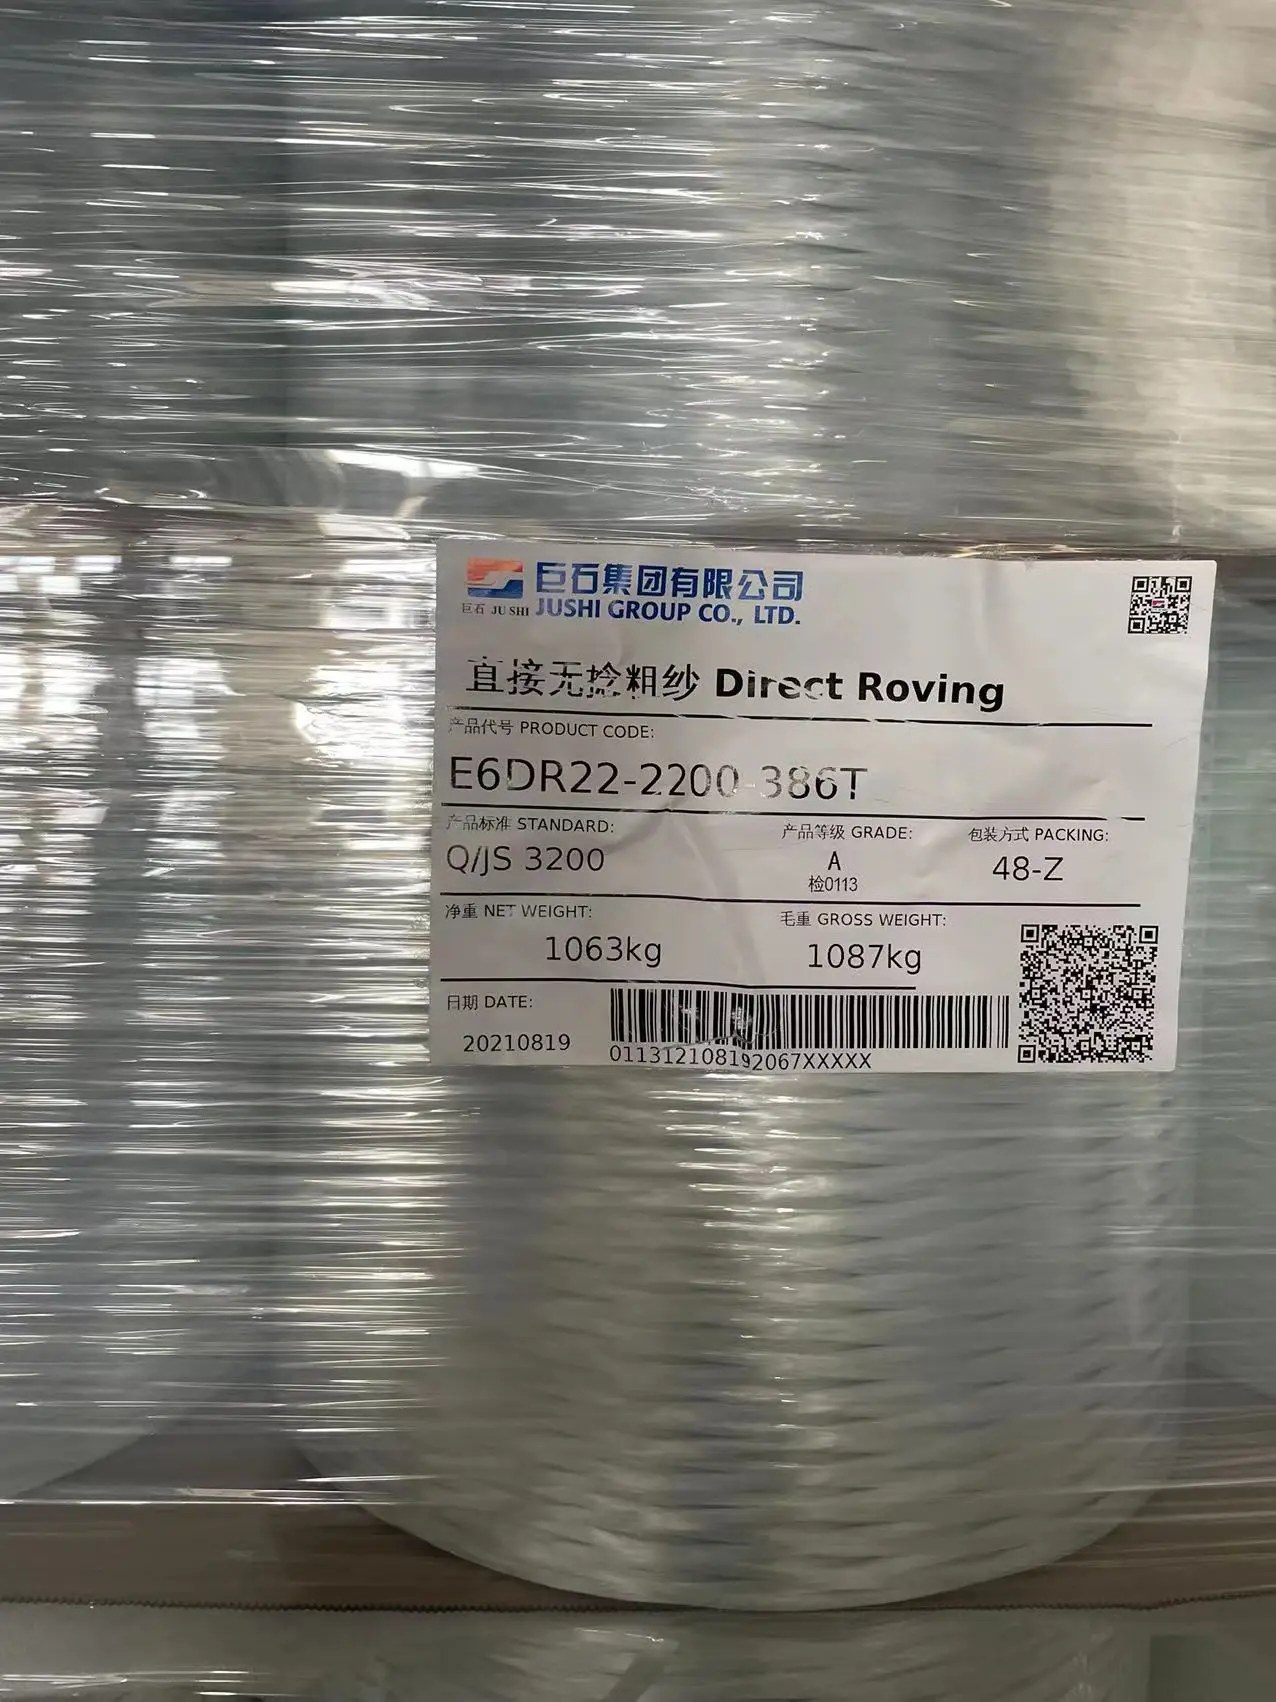 巨石集团有限公司
巨石 JU SHI JUSHI GROUP CO., LTD.
直接无捻粗纱 Direct Roving
产品代号 PRODUCT CODE:
E6DR22-2200-386T
产品标准 STANDARD: 产品等级 GRADE: 包装方式 PACKING:
Q/JS 3200 A 48-Z
检0113
净重 NET WEIGHT: 毛重 GROSS WEIGHT:
1063kg 1087kg
日期 DATE:
20210819 011312108192067XXXXX